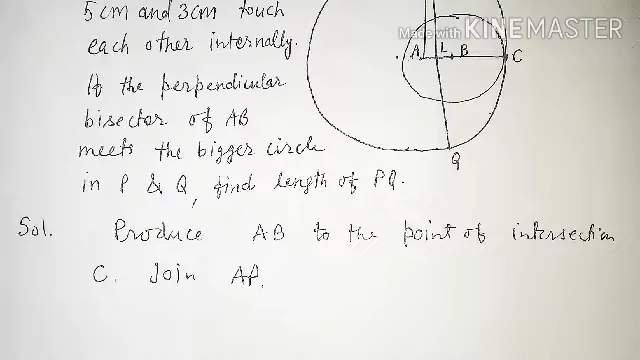 5cm and 3cm touch
each other internally.
If the perpendicular
bisector of AB
meets the bigger circle
in P & Q, find length of PQ.
A L B C
Q
Sol. Produce AB to the point of intersection
C. Join AP.
Made with KINEMASTER